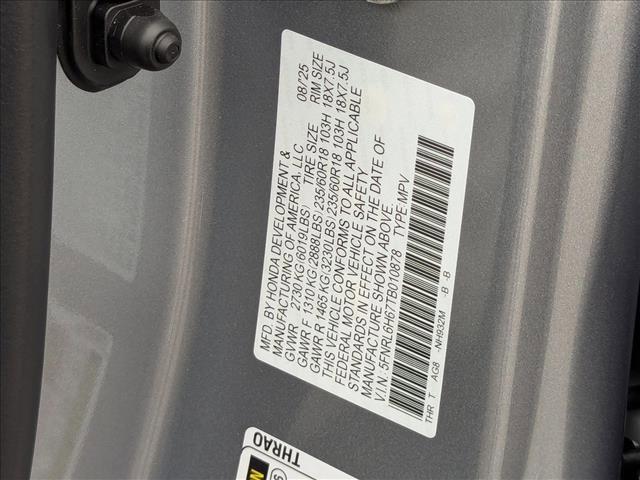 MFD. BY HONDA DEVELOPMENT & 08/25
MANUFACTURING OF AMERICA, LLC
GVWR 2730 KG(6019LBS) TIRE SIZE RIM SIZE
GAWR F 1310 KG(2888LBS) 235/60R18 103H 18X7.5J
GAWR R 1465 KG(3230LBS) 235/60R18 103H 18X7.5J
THIS VEHICLE CONFORMS TO ALL APPLICABLE
FEDERAL MOTOR VEHICLE SAFETY
STANDARDS IN EFFECT ON THE DATE OF
MANUFACTURE SHOWN ABOVE.
V.I.N.: 5FNRL6H67TB010878 TYPE:MPV
THR T AG8 -NH932M -B -B
THRA0